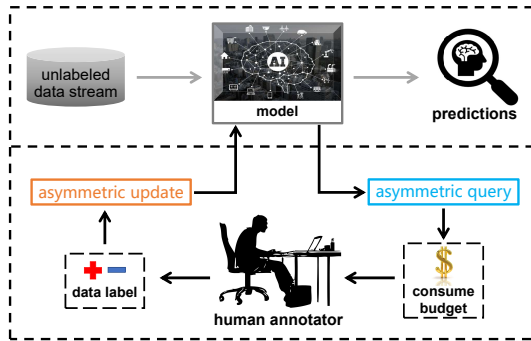 unlabeled
data stream
AI
model
predictions
asymmetric update
asymmetric query
$
data label
human annotator
consume
budget